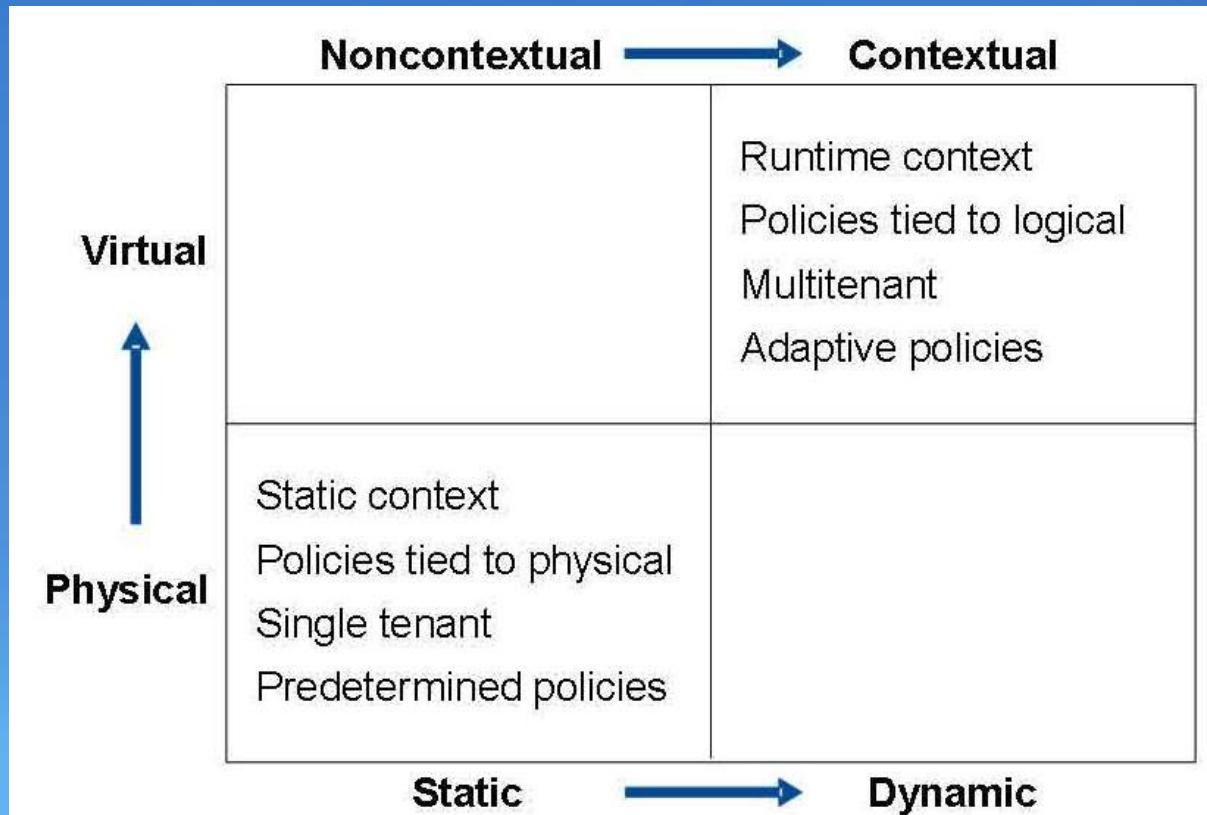 Noncontextual Contextual
Virtual
Runtime context
Policies tied to logical
Multitenant
Adaptive policies
Physical
Static context
Policies tied to physical
Single tenant
Predetermined policies
Static Dynamic